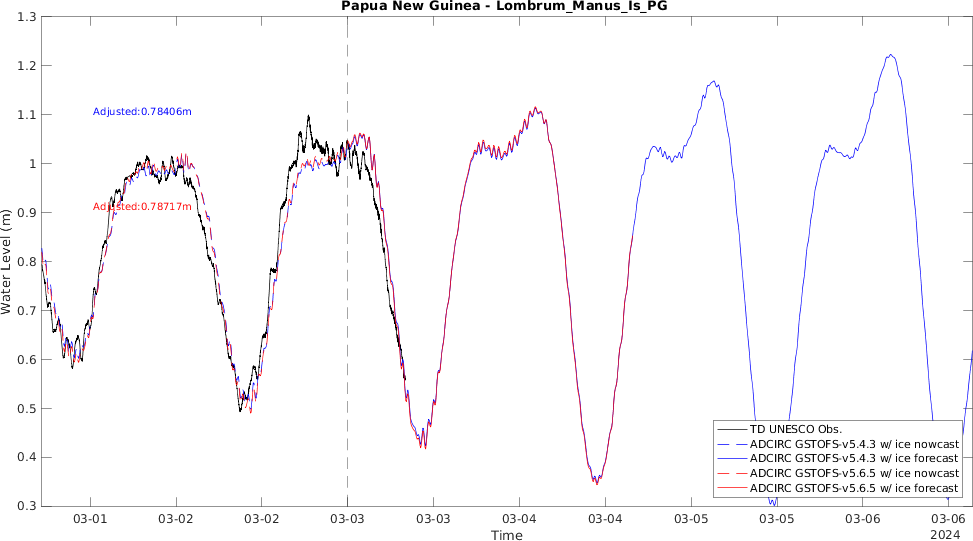 Papua New Guinea - Lombrum_Manus_Is_PG
1.3
1.2
1.1
1
0.9
0.8
0.7
0.6
0.5
0.4
0.3
Water Level (m)
Adjusted:0.78406m
Adjusted:0.78717m
TD UNESCO Obs.
ADCIRC GSTOFS-v5.4.3 w/ ice nowcast
ADCIRC GSTOFS-v5.4.3 w/ ice forecast
ADCIRC GSTOFS-v5.6.5 w/ ice nowcast
ADCIRC GSTOFS-v5.6.5 w/ ice forecast
03-01 03-02 03-02 03-03 03-03 03-04 03-04 03-05 03-05 03-06 03-06
2024
Time